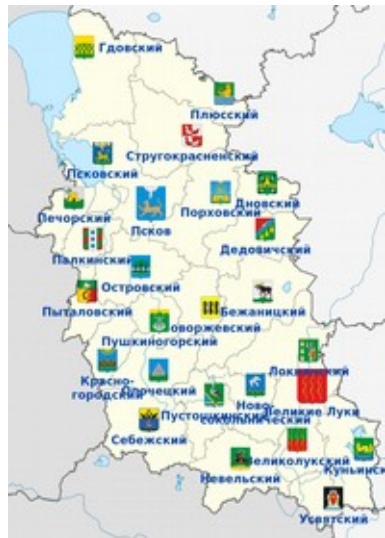 Гдовский
Плюсский
Стругокрасненский
Псковский
Печорский
Псков
Порховский
Дновский
Палкинский
Дедовичский
Островский
Пыталовский
Бежаницкий
оворжевский
Пушкиногорский
Красно-
городский
Опочецкий
Локнянский
Пустошкинский
Ново-
сокольнический
Великие Луки
Себежский
Великолукский
Куньинский
Невельский
Усвятский